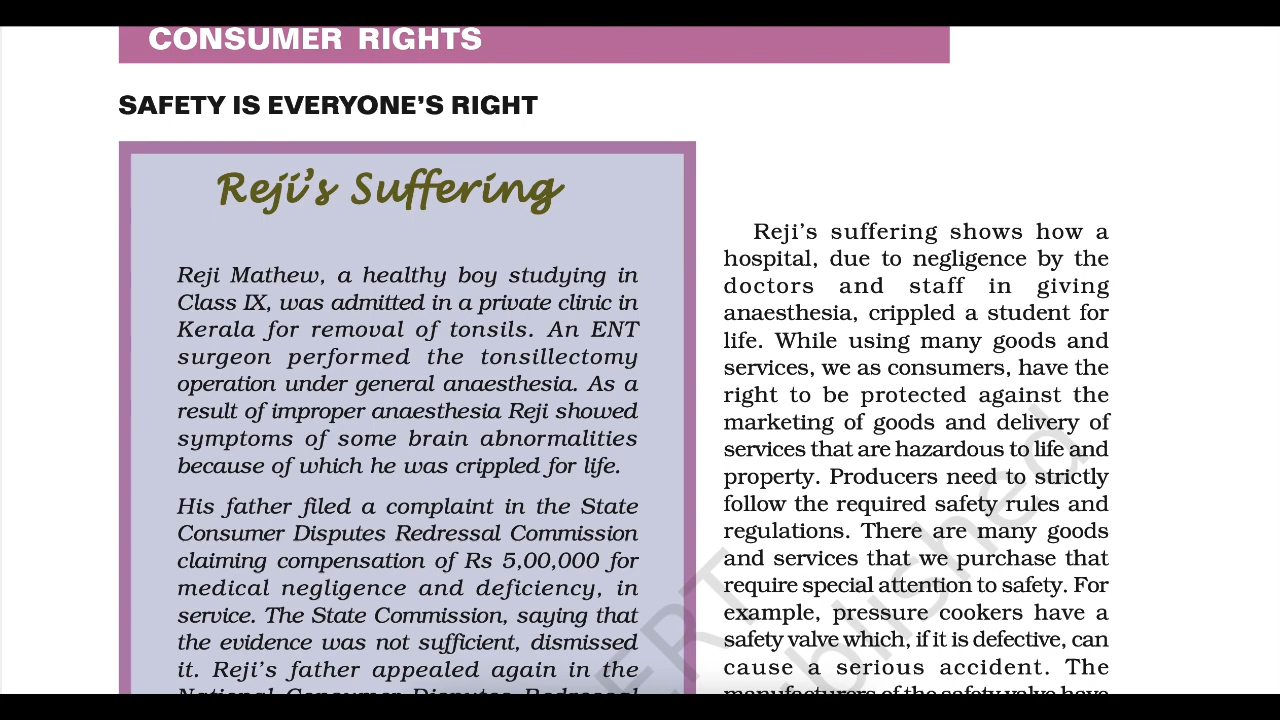 CONSUMER RIGHTS
SAFETY IS EVERYONE'S RIGHT
Reji's Suffering
Reji Mathew, a healthy boy studying in
Class IX, was admitted in a private clinic in
Kerala for removal of tonsils. An ENT
surgeon performed the tonsillectomy
operation under general anaesthesia. As a
result of improper anaesthesia Reji showed
symptoms of some brain abnormalities
because of which he was crippled for life.
His father filed a complaint in the State
Consumer Disputes Redressal Commission
claiming compensation of Rs 5,00,000 for
medical negligence and deficiency, in
service. The State Commission, saying that
the evidence was not sufficient, dismissed
it. Reji's father appealed again in the
National Consumer Disputes Redressal
Reji's suffering shows how a
hospital, due to negligence by the
doctors and staff in giving
anaesthesia, crippled a student for
life. While using many goods and
services, we as consumers, have the
right to be protected against the
marketing of goods and delivery of
services that are hazardous to life and
property. Producers need to strictly
follow the required safety rules and
regulations. There are many goods
and services that we purchase that
require special attention to safety. For
example, pressure cookers have a
safety valve which, if it is defective, can
cause a serious accident. The
manufacturers of the safety valve have